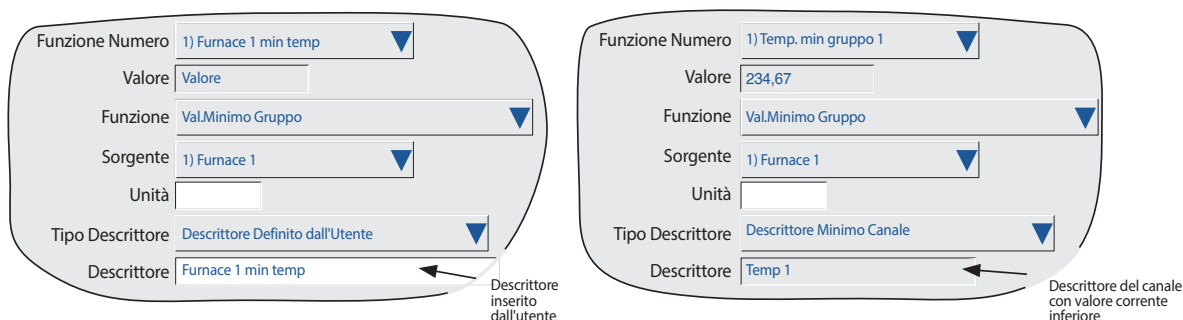 Funzione Numero 1) Furnace 1 min temp
Valore Valore
Funzione Val.Minimo Gruppo
Sorgente 1) Furnace 1
Unità
Tipo Descrittore Descrittore Definito dall'Utente
Descrittore Furnace 1 min temp
Descrittore
inserito
dall'utente
Funzione Numero 1) Temp. min gruppo 1
Valore 234,67
Funzione Val.Minimo Gruppo
Sorgente 1) Furnace 1
Unità
Tipo Descrittore Descrittore Minimo Canale
Descrittore Temp 1
Descrittore del canale
con valore corrente
inferiore